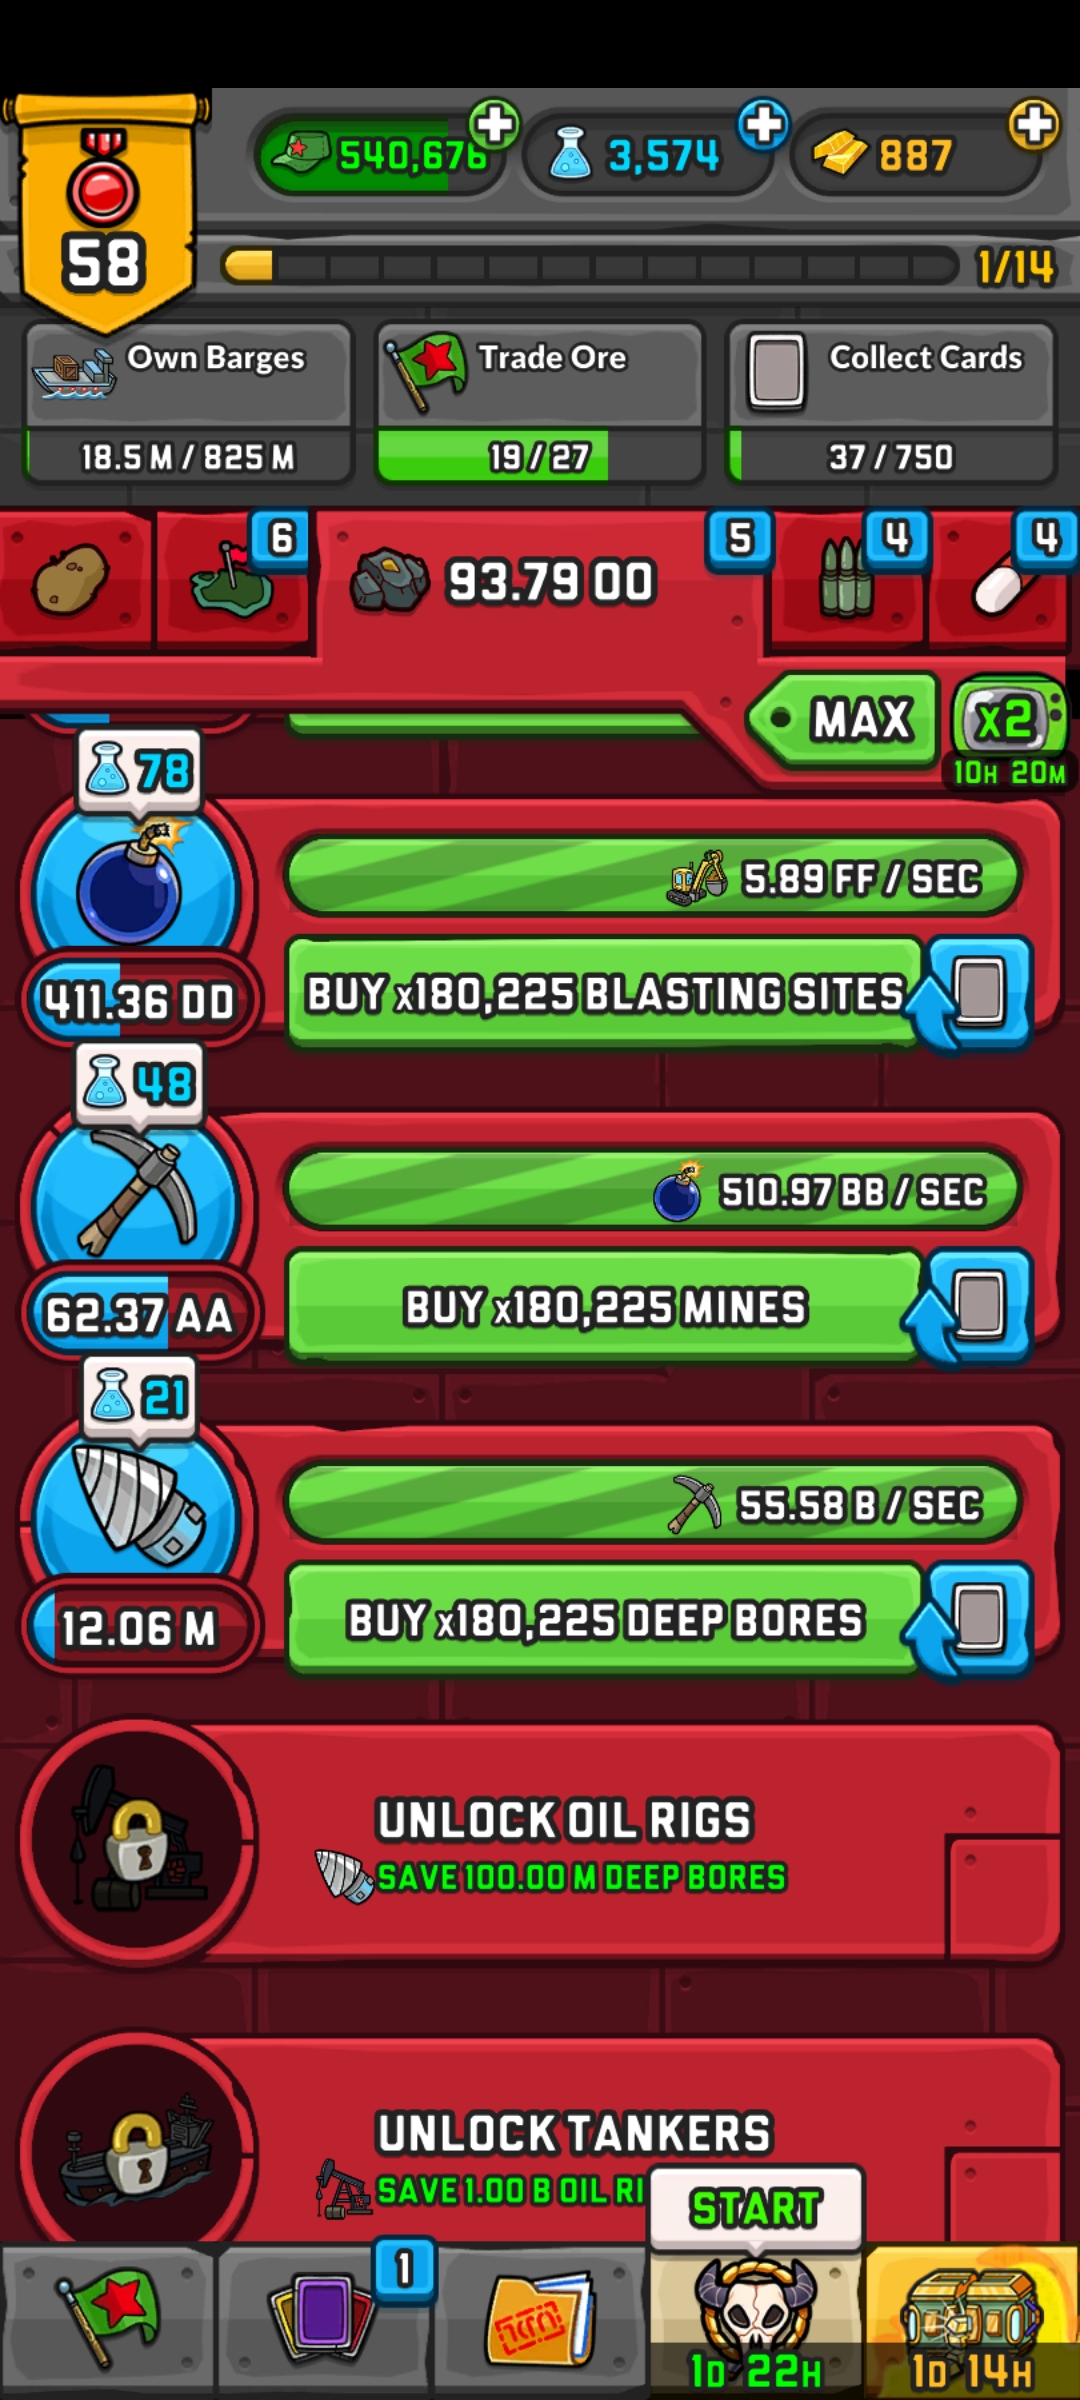 540,676
3,574
887
58
1/14
Own Barges
Trade Ore
Collect Cards
18.5 M / 825 M
19 / 27
37 / 750
6
93.79 OO
5
4
4
MAX
x2
10H 20M
78
5.89 FF / SEC
411.36 DD
BUY x180,225 BLASTING SITES
48
510.97 BB / SEC
62.37 AA
BUY x180,225 MINES
21
55.58 B / SEC
12.06 M
BUY x180,225 DEEP BORES
UNLOCK OIL RIGS
SAVE 100.00 M DEEP BORES
UNLOCK TANKERS
SAVE 1.00 B OIL RI
START
1
1D 22H
1D 14H